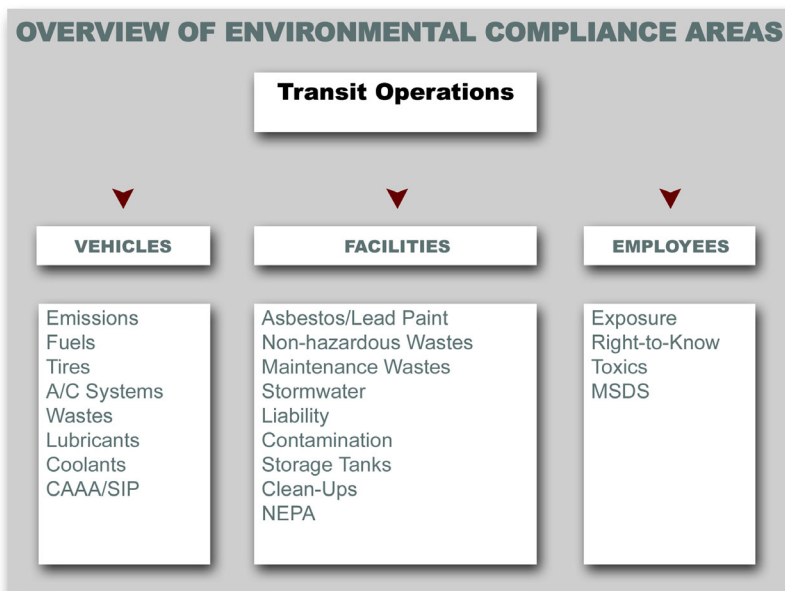 OVERVIEW OF ENVIRONMENTAL COMPLIANCE AREAS
Transit Operations
VEHICLES
Emissions
Fuels
Tires
A/C Systems
Wastes
Lubricants
Coolants
CAAA/SIP
FACILITIES
Asbestos/Lead Paint
Non-hazardous Wastes
Maintenance Wastes
Stormwater
Liability
Contamination
Storage Tanks
Clean-Ups
NEPA
EMPLOYEES
Exposure
Right-to-Know
Toxics
MSDS